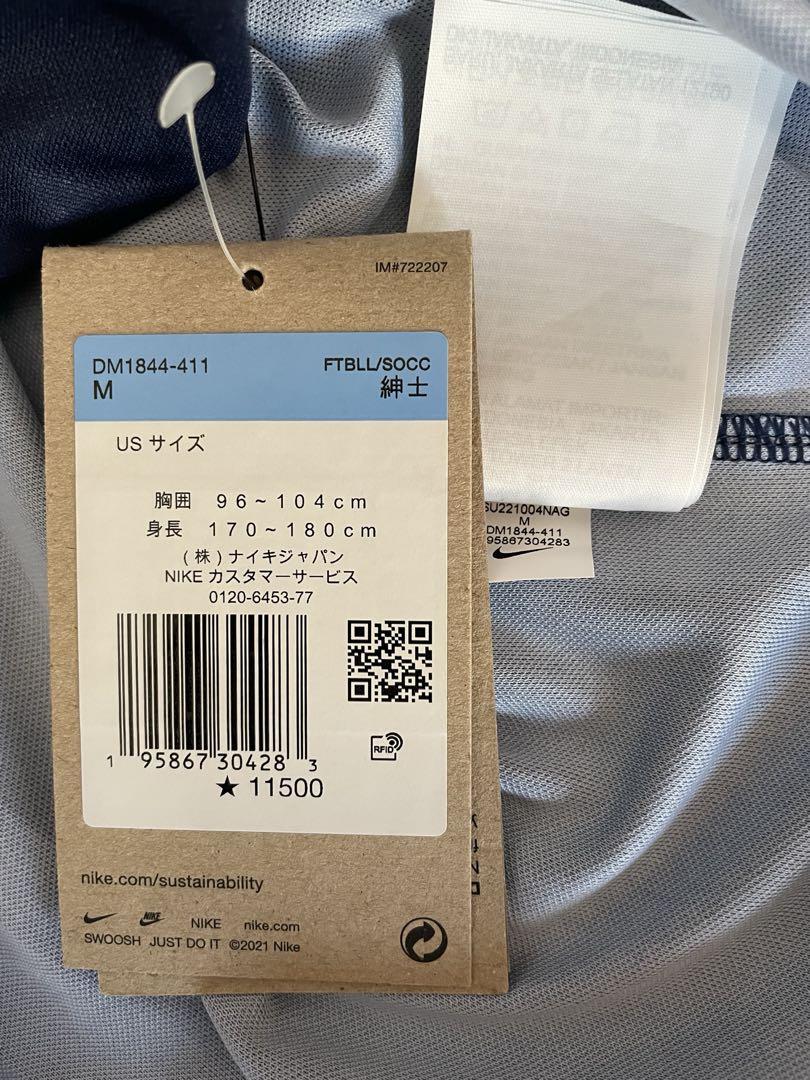 IM#722207
DM1844-411 FTBLL/SOCC
M 紳士
US サイズ
胸囲 96~104cm
身長 170~180cm
(株)ナイキジャパン
NIKE カスタマーサービス
0120-6453-77
1 95867 30428 3
★ 11500
RFID
nike.com/sustainability
NIKE nike.com
SWOOSH JUST DO IT ©2021 Nike
SU221004NAG
M
DM1844-411
95867304283